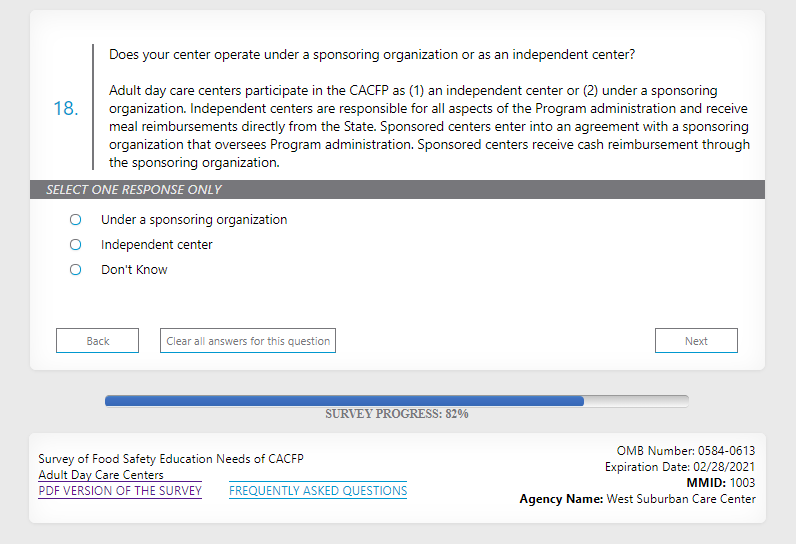 Does your center operate under a sponsoring organization or as an independent center?
18.
Adult day care centers participate in the CACFP as (1) an independent center or (2) under a sponsoring
organization. Independent centers are responsible for all aspects of the Program administration and receive
meal reimbursements directly from the State. Sponsored centers enter into an agreement with a sponsoring
organization that oversees Program administration. Sponsored centers receive cash reimbursement through
the sponsoring organization.
SELECT ONE RESPONSE ONLY
Under a sponsoring organization
Independent center
Don't Know
Back
Clear all answers for this question
Next
SURVEY PROGRESS: 82%
Survey of Food Safety Education Needs of CACFP
Adult Day Care Centers
PDF VERSION OF THE SURVEY
FREQUENTLY ASKED QUESTIONS
OMB Number: 0584-0613
Expiration Date: 02/28/2021
MMID: 1003
Agency Name: West Suburban Care Center